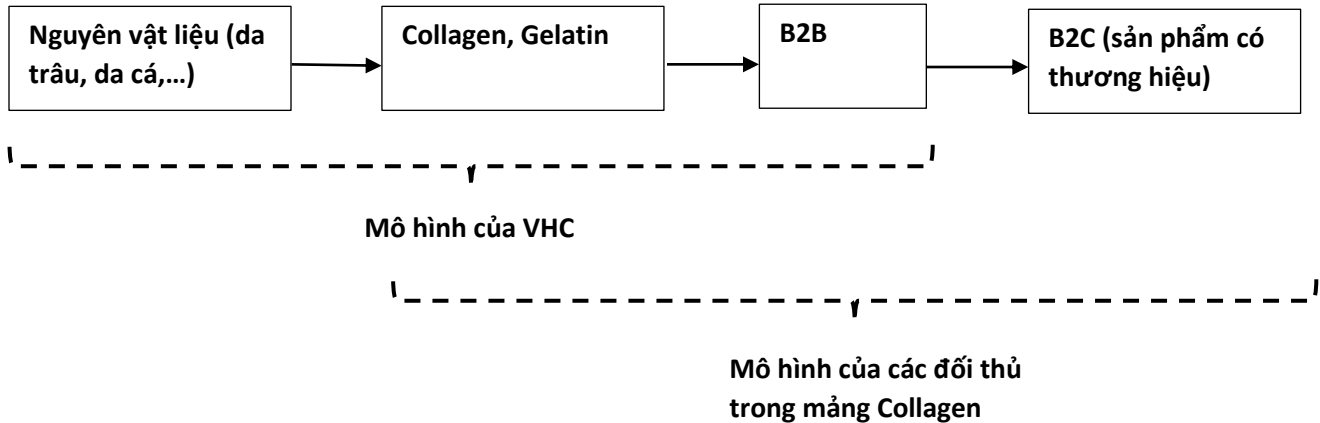 Nguyên vật liệu (da
trâu, da cá,...)
Collagen, Gelatin
B2B
B2C (sản phẩm có
thương hiệu)
Mô hình của VHC
Mô hình của các đối thủ
trong mảng Collagen